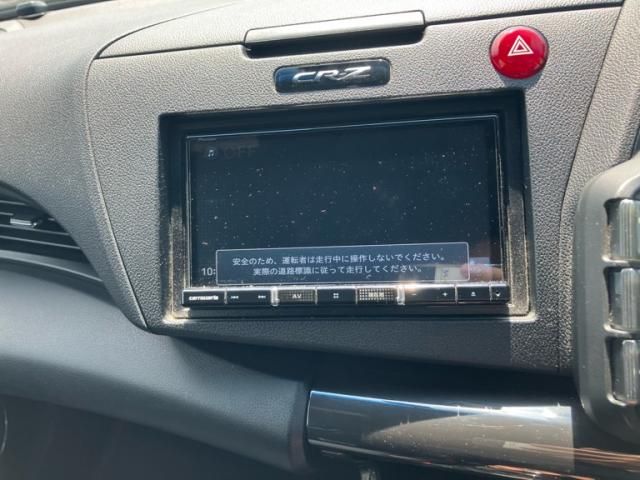 CR-Z
OFF
安全のため、運転者は走行中に操作しないでください。
実際の道路標識に従って走行してください。
10:
carrozzeria
AV